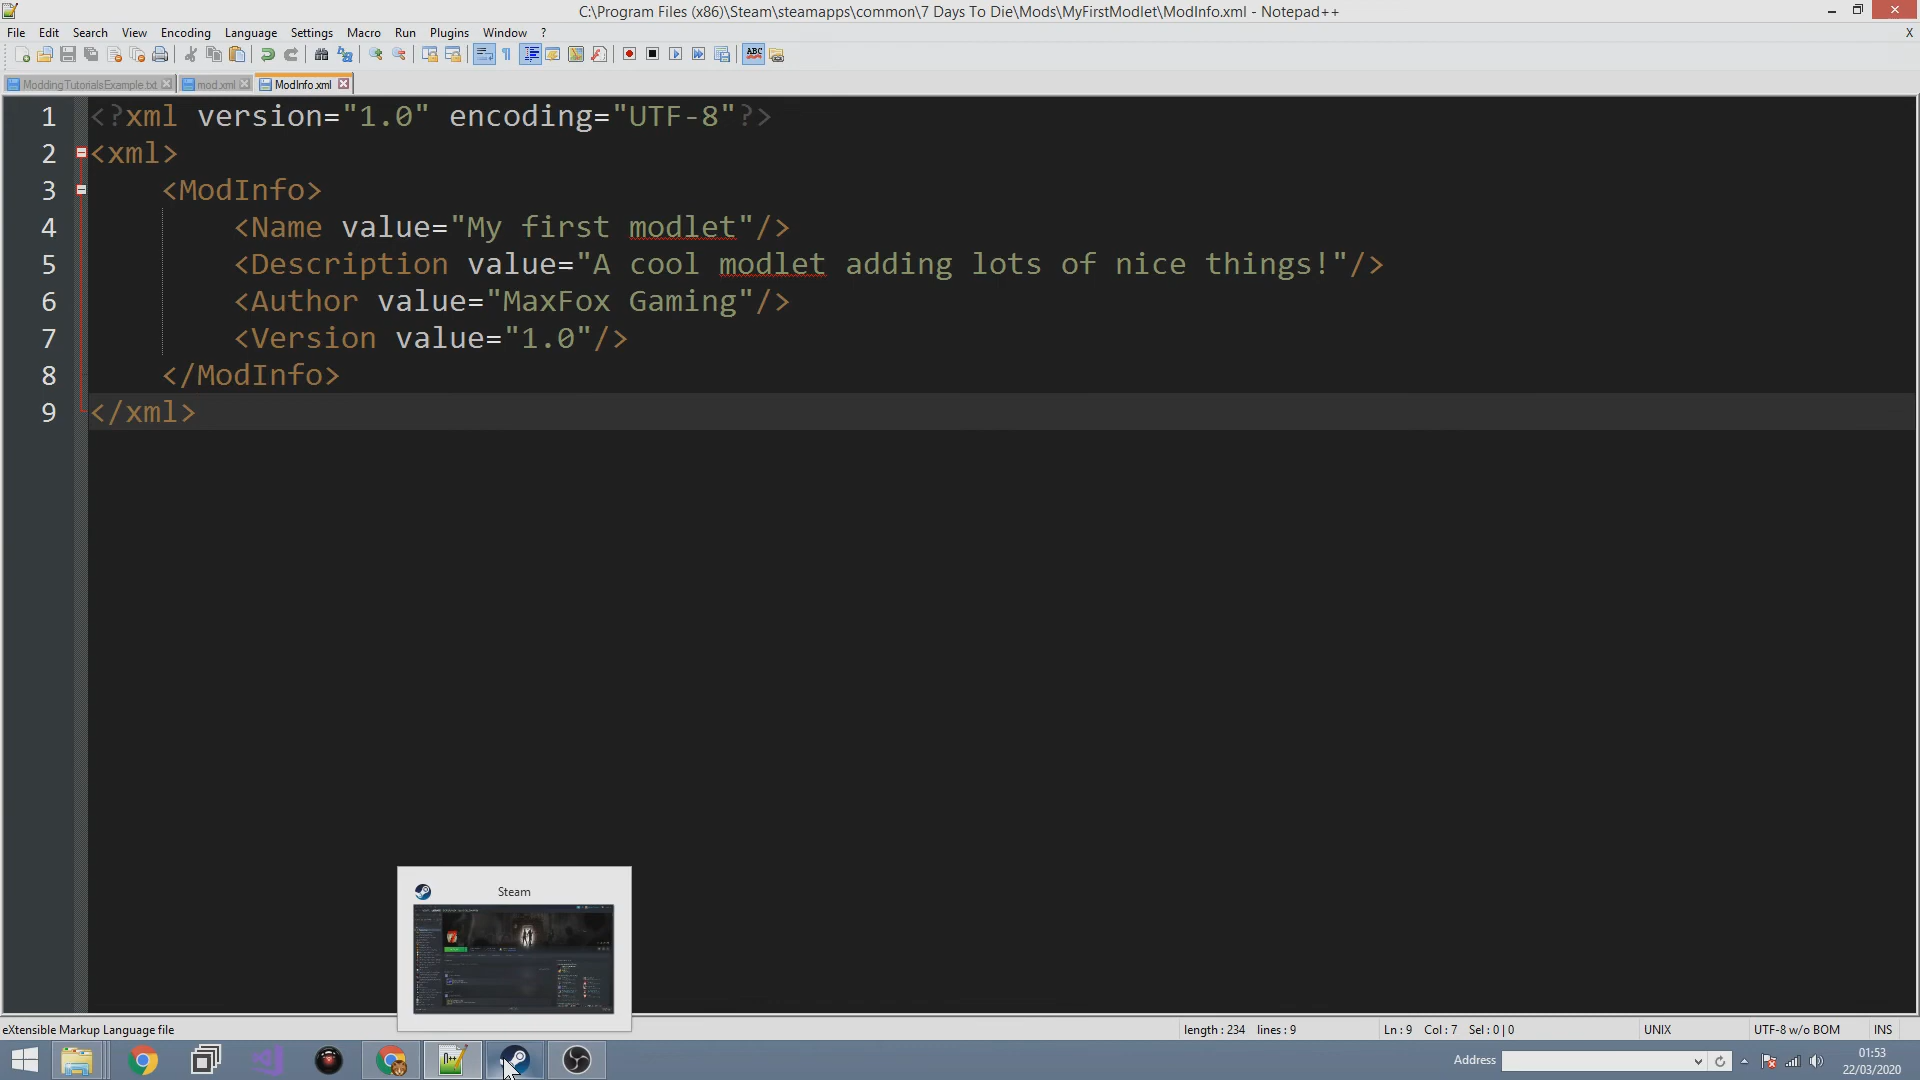 C:\Program Files (x86)\Steam\steamapps\common\7 Days To Die\Mods\MyFirstModlet\ModInfo.xml - Notepad++
File Edit Search View Encoding Language Settings Macro Run Plugins Window ? X
ModdingTutorialsExample.txt mod.xml ModInfo.xml
1 <?xml version="1.0" encoding="UTF-8"?>
2 <xml>
3 <ModInfo>
4 <Name value="My first modlet"/>
5 <Description value="A cool modlet adding lots of nice things!"/>
6 <Author value="MaxFox Gaming"/>
7 <Version value="1.0"/>
8 </ModInfo>
9 </xml>
Steam
eXtensible Markup Language file length : 234 lines : 9 Ln : 9 Col : 7 Sel : 0 | 0 UNIX UTF-8 w/o BOM INS
Address
01:53
22/03/2020